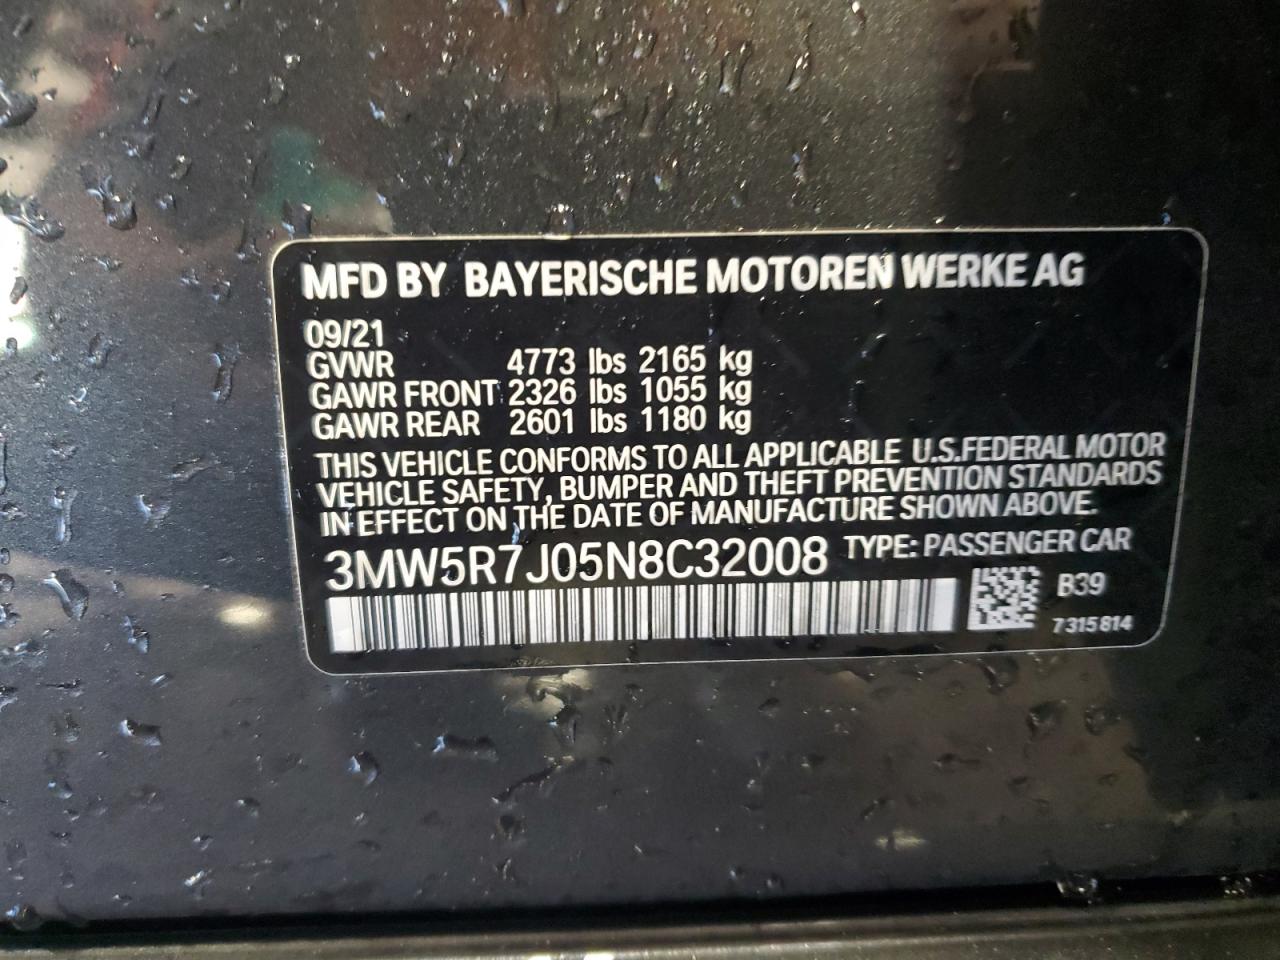 MFD BY BAYERISCHE MOTOREN WERKE AG
09/21
GVWR 4773 lbs 2165 kg
GAWR FRONT 2326 lbs 1055 kg
GAWR REAR 2601 lbs 1180 kg
THIS VEHICLE CONFORMS TO ALL APPLICABLE U.S.FEDERAL MOTOR
VEHICLE SAFETY, BUMPER AND THEFT PREVENTION STANDARDS
IN EFFECT ON THE DATE OF MANUFACTURE SHOWN ABOVE.
3MW5R7J05N8C32008 TYPE: PASSENGER CAR
B39
7315814